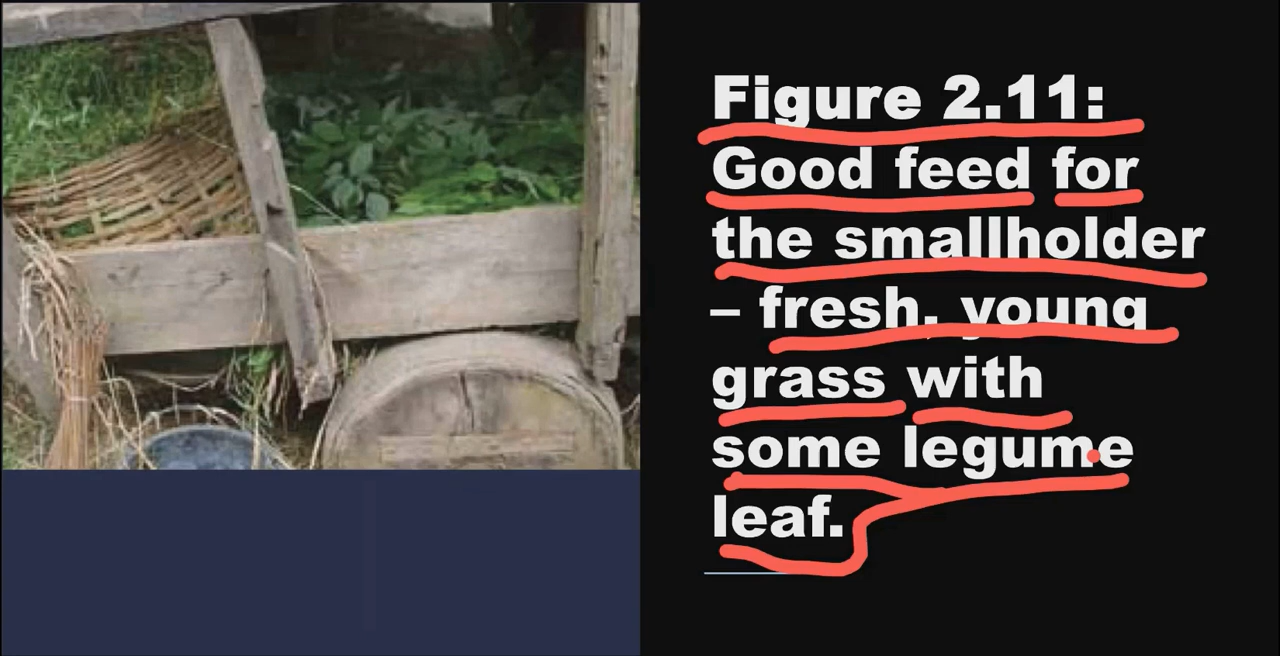 Figure 2.11:
Good feed for
the smallholder
– fresh, young
grass with
some legume
leaf.